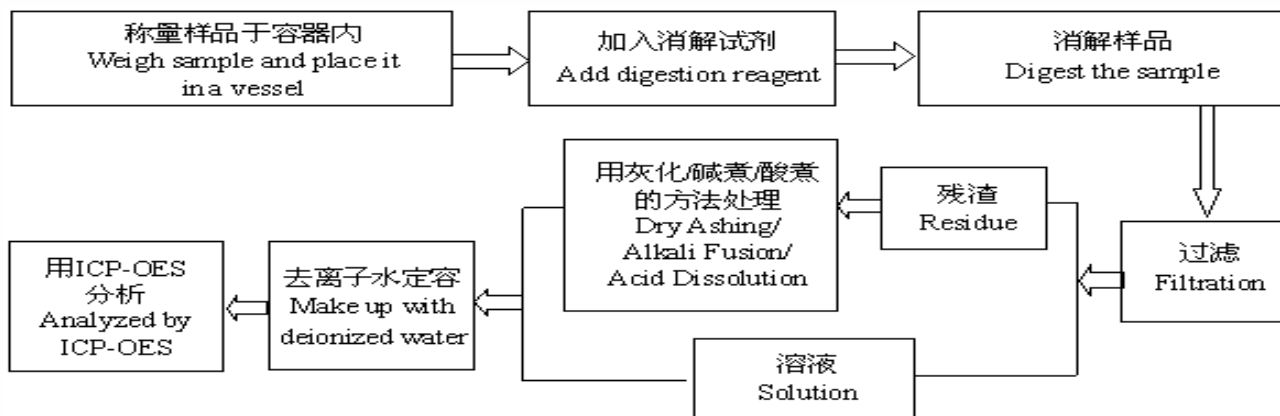 称量样品于容器内
Weigh sample and place it
in a vessel
加入消解试剂
Add digestion reagent
消解样品
Digest the sample
过滤
Filtration
残渣
Residue
用灰化/碱煮/酸煮
的方法处理
Dry Ashing/
Alkali Fusion/
Acid Dissolution
溶液
Solution
去离子水定容
Make up with
deionized water
用ICP-OES
分析
Analyzed by
ICP-OES